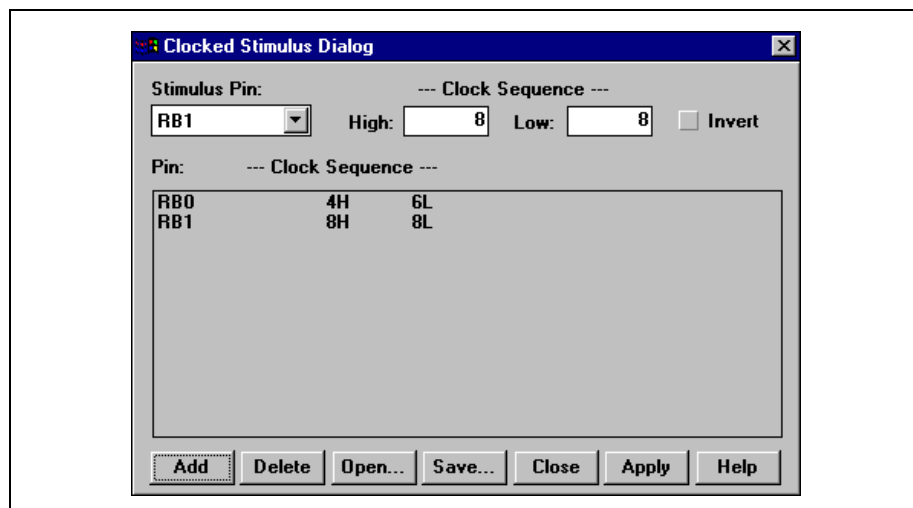 Clocked Stimulus Dialog
Stimulus Pin: --- Clock Sequence ---
RB1 High: 8 Low: 8 Invert
Pin: --- Clock Sequence ---
RB0 4H 6L
RB1 8H 8L
Add Delete Open... Save... Close Apply Help